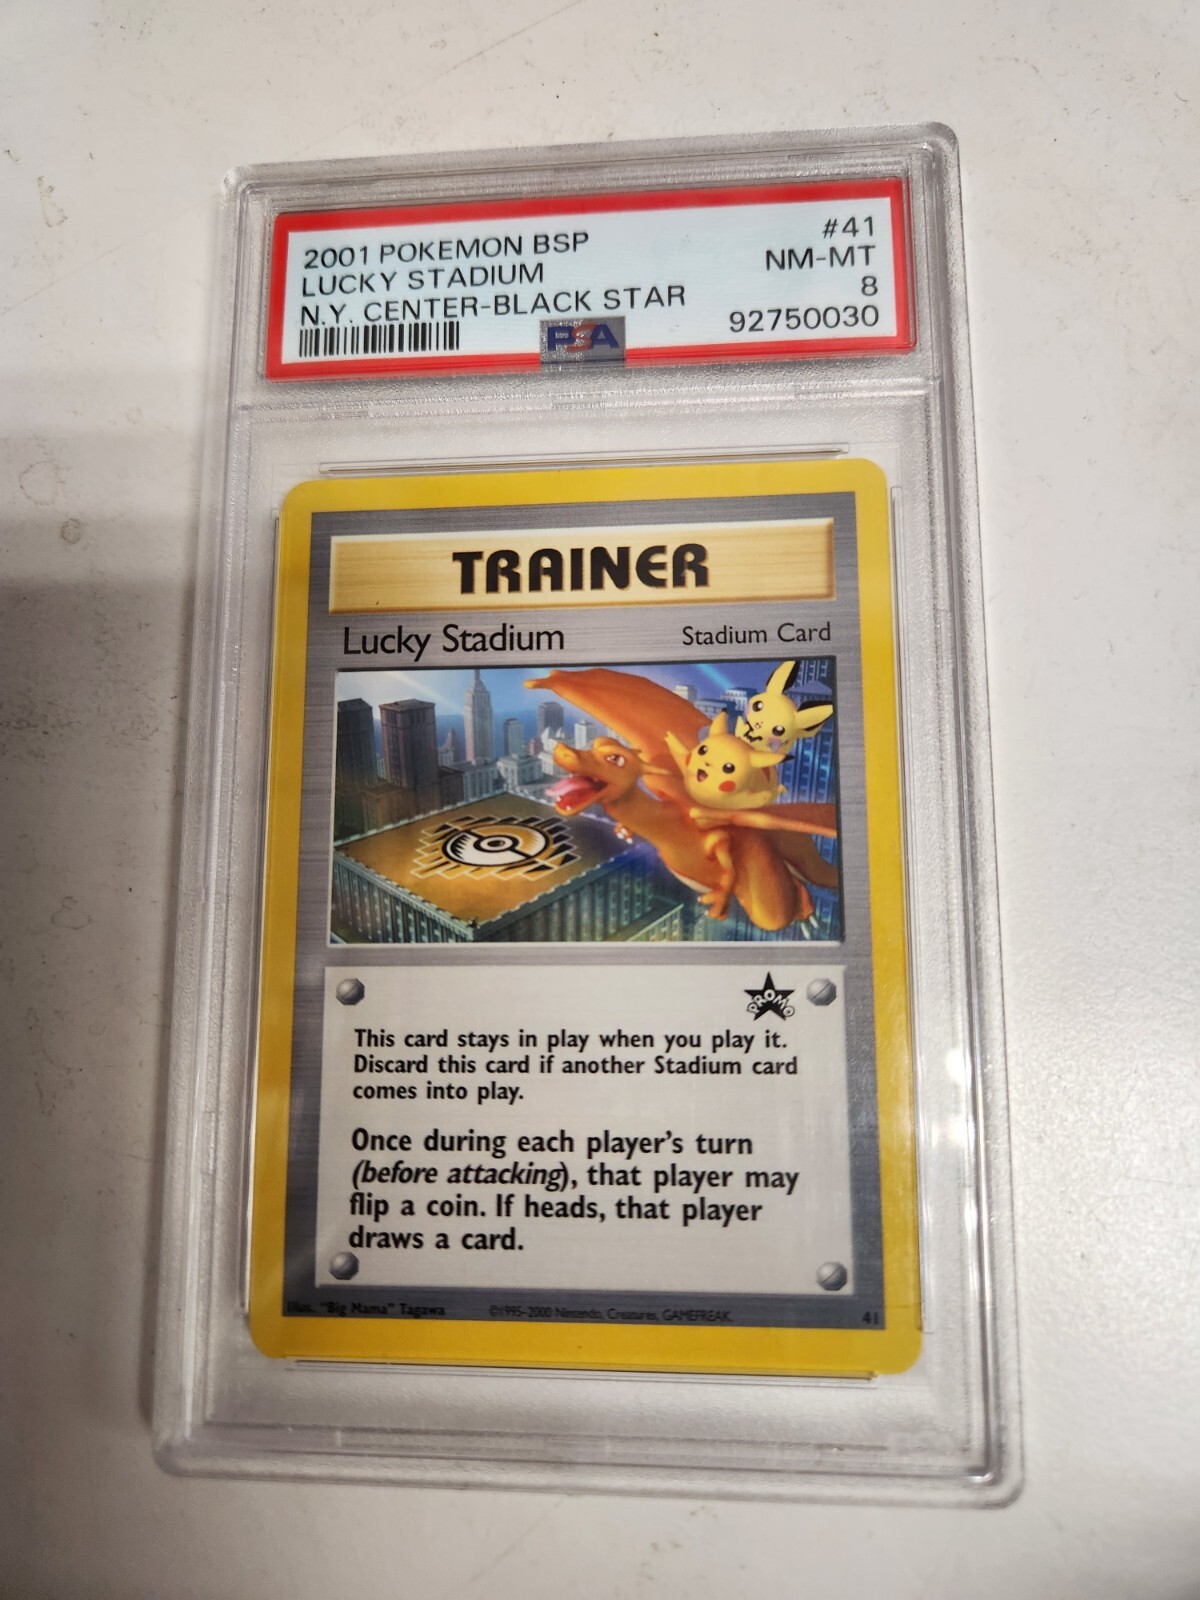 2001 POKEMON BSP
LUCKY STADIUM
N.Y. CENTER-BLACK STAR
#41
NM-MT
8
92750030
PSA
TRAINER
Lucky Stadium
Stadium Card
PROMO
This card stays in play when you play it.
Discard this card if another Stadium card
comes into play.
Once during each player's turn
(before attacking), that player may
flip a coin. If heads, that player
draws a card.
Illus. "Big Mama" Tagawa
©1995-2000 Nintendo, Creatures, GAMEFREAK.
41